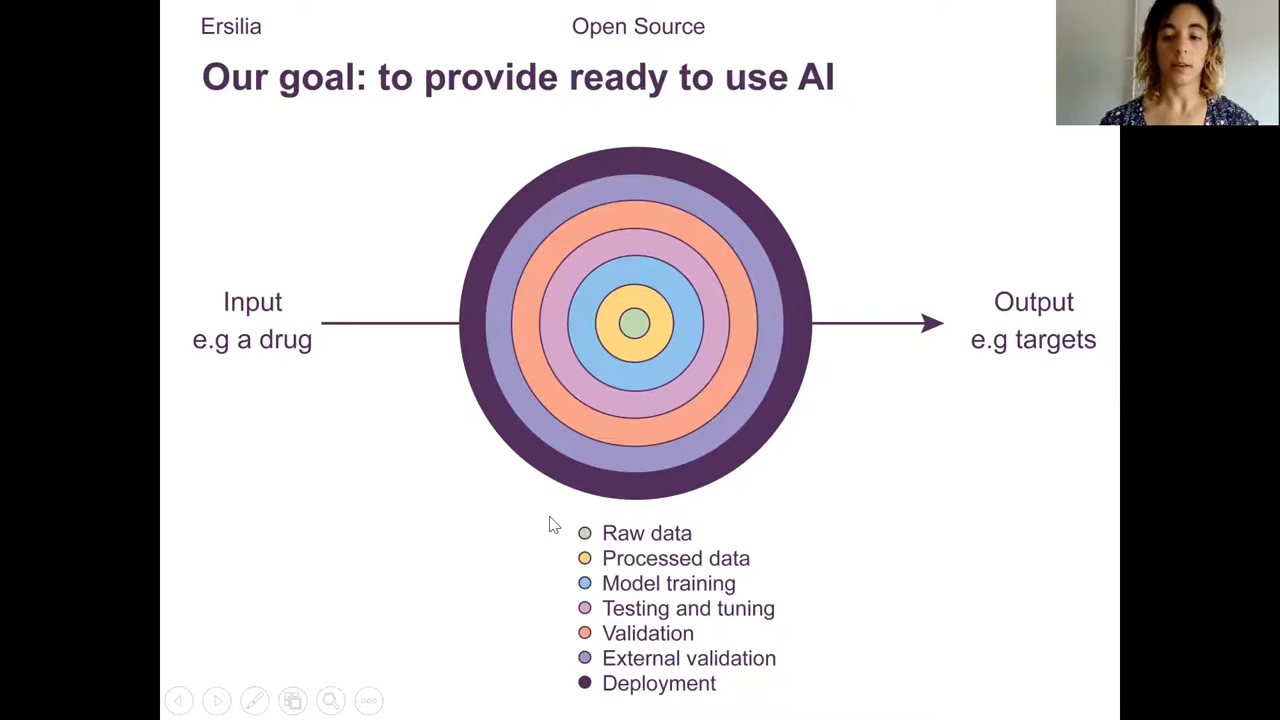 Ersilia
Open Source
Our goal: to provide ready to use AI
Input
e.g a drug
Output
e.g targets
Raw data
Processed data
Model training
Testing and tuning
Validation
External validation
Deployment